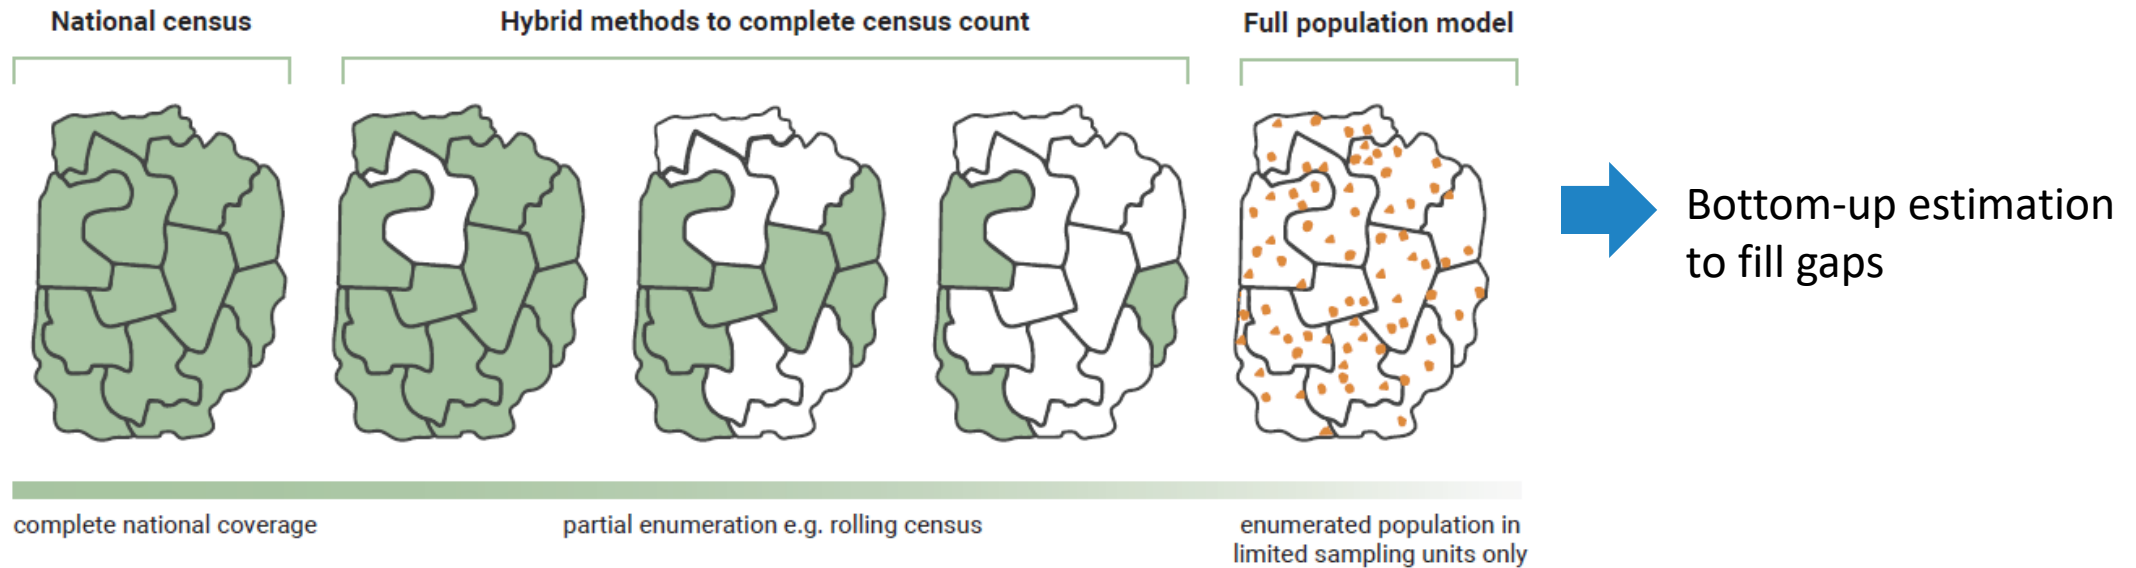 National census
Hybrid methods to complete census count
Full population model
Bottom-up estimation
to fill gaps
complete national coverage
partial enumeration e.g. rolling census
enumerated population in
limited sampling units only